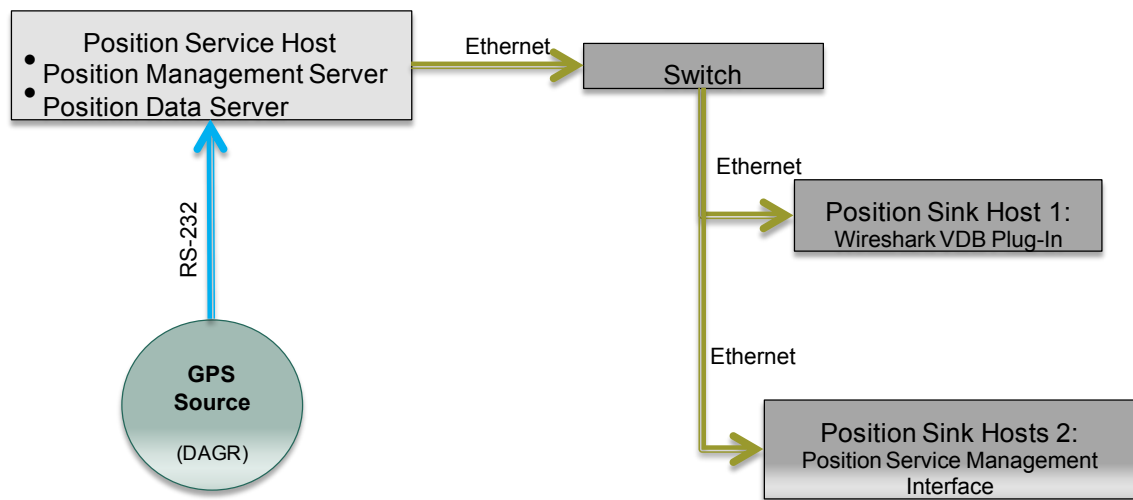 Position Service Host
• Position Management Server
• Position Data Server
Ethernet
Switch
Ethernet
Position Sink Host 1:
Wireshark VDB Plug-In
RS-232
Ethernet
GPS
Source
(DAGR)
Position Sink Hosts 2:
Position Service Management
Interface